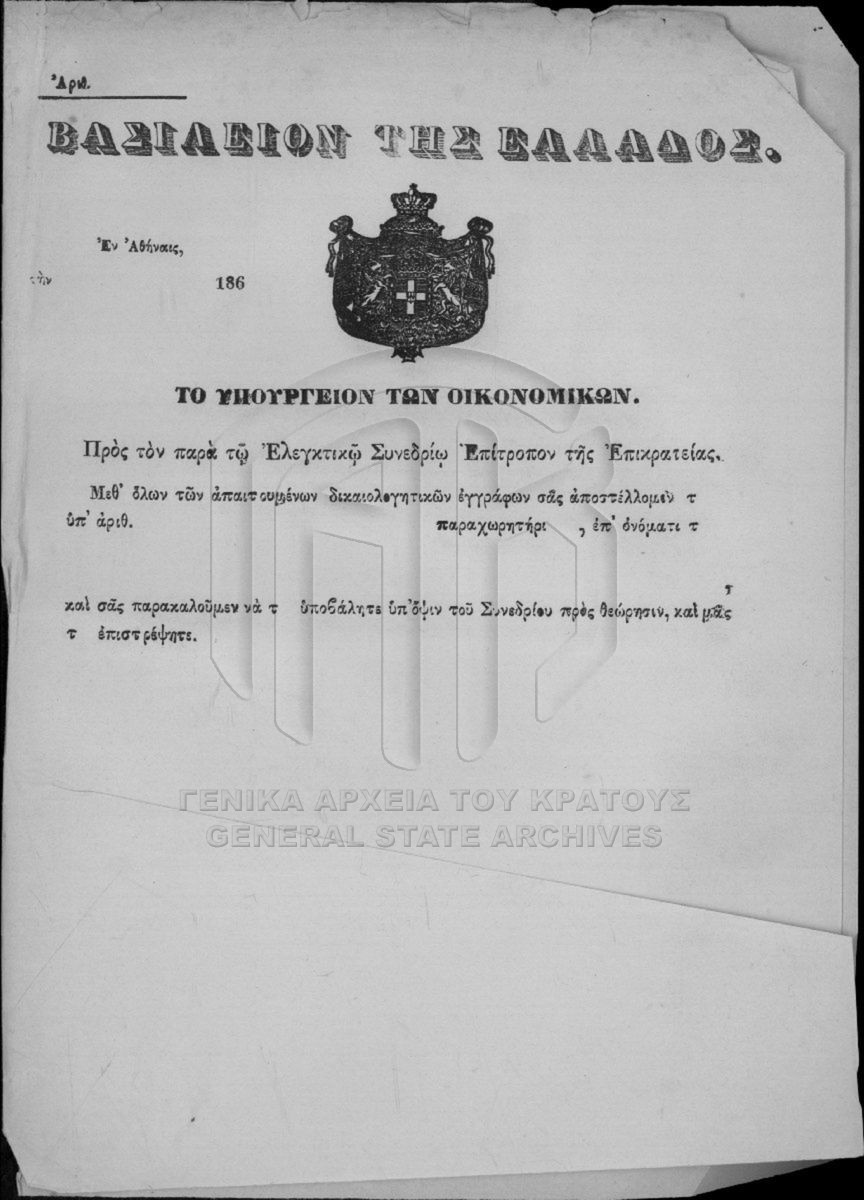 Ἀριθ.
ΒΑΣΙΛΕΙΟΝ ΤΗΣ ΕΛΛΑΔΟΣ.
Ἐν Ἀθήναις,
τὴν 186
ΤΟ ΥΠΟΥΡΓΕΙΟΝ ΤΩΝ ΟΙΚΟΝΟΜΙΚΩΝ.
Πρὸς τὸν παρὰ τῷ Ἐλεγκτικῷ Συνεδρίῳ Ἐπίτροπον τῆς Ἐπικρατείας.
Μεθ' ὅλων τῶν ἀπαιτουμένων δικαιολογητικῶν ἐγγράφων σᾶς ἀποστέλλομεν τ
ὑπ' ἀριθ. παραχωρητήρι , ἐπ' ὀνόματι τ
τ
καὶ σᾶς παρακαλοῦμεν νὰ τ ὑποβάλητε ὑπ' ὄψιν τοῦ Συνεδρίου πρὸς θεώρησιν, καὶ μᾶς
τ ἐπιστρέψητε.
ΓΕΝΙΚΑ ΑΡΧΕΙΑ ΤΟΥ ΚΡΑΤΟΥΣ
GENERAL STATE ARCHIVES